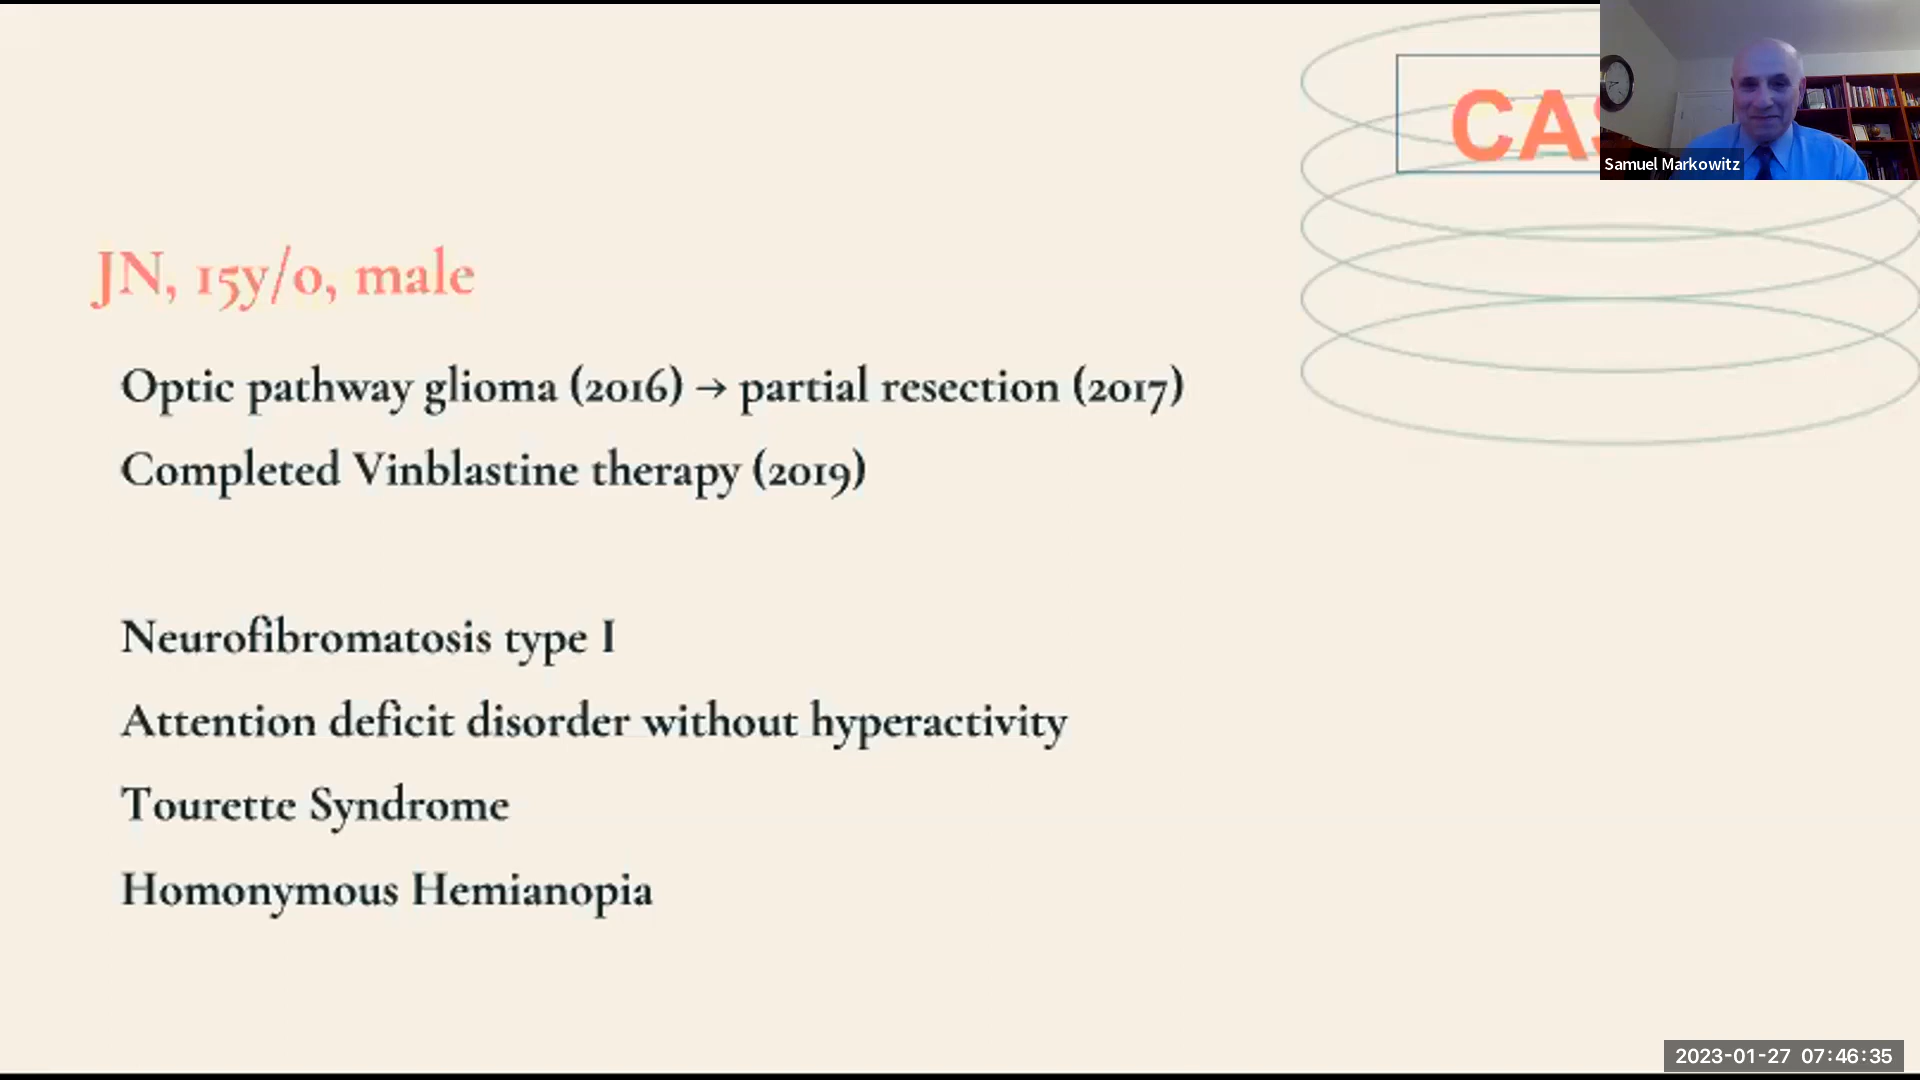 CAS
Samuel Markowitz
JN, 15y/o, male
Optic pathway glioma (2016) → partial resection (2017)
Completed Vinblastine therapy (2019)
Neurofibromatosis type I
Attention deficit disorder without hyperactivity
Tourette Syndrome
Homonymous Hemianopia
2023-01-27 07:46:35